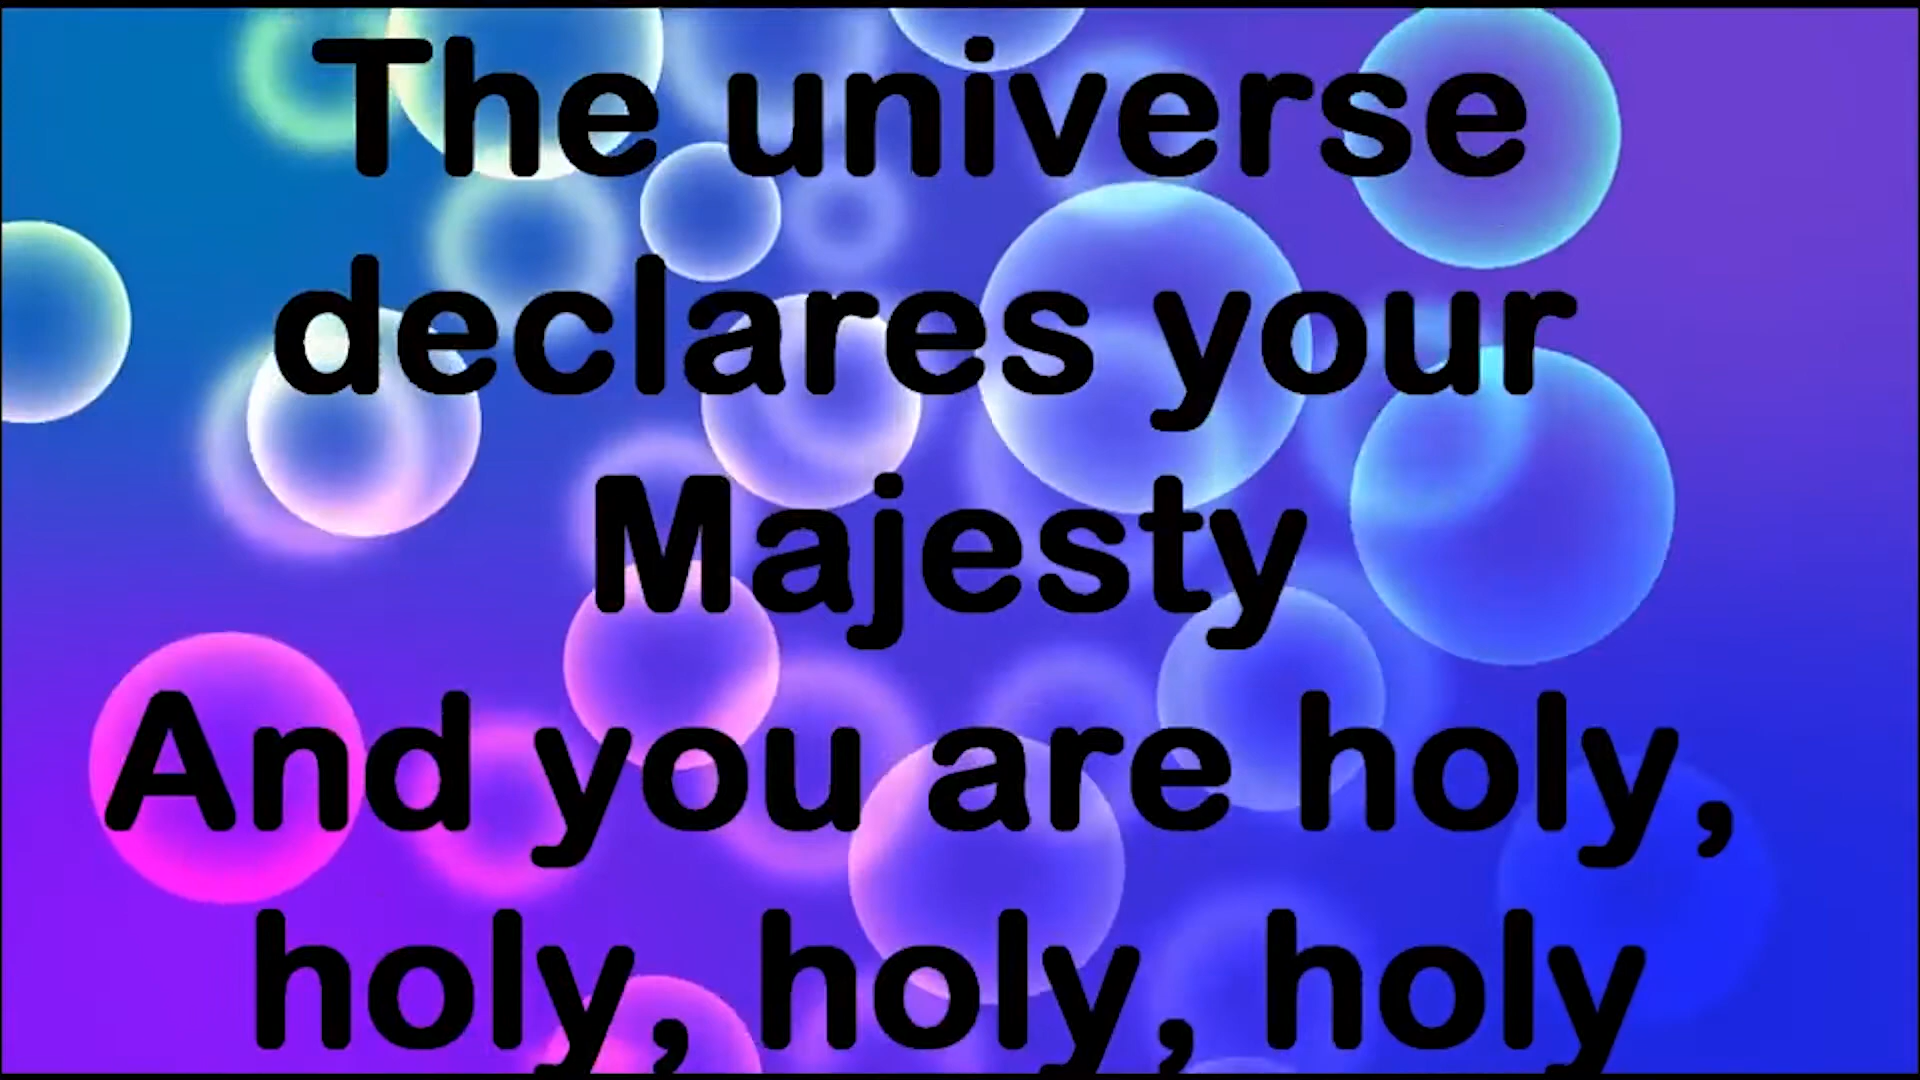 The universe
declares your
Majesty
And you are holy,
holy, holy, holy